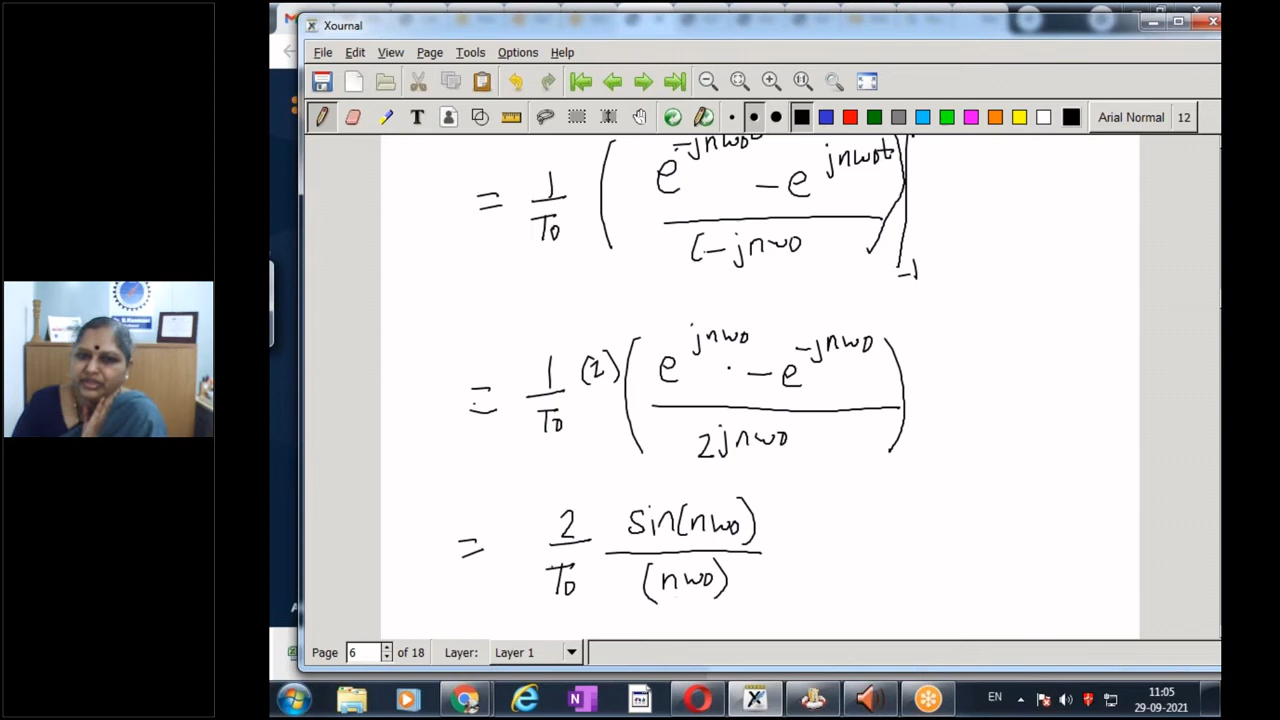 Xournal
File Edit View Page Tools Options Help
Arial Normal 12
= 1/T0 ( (e^-jnω0 - e^jnω0t) / (-jnω0 ) |
-1
= 1/T0 (2) ( (e^jnω0 - e^-jnω0) / 2jnω0 )
= 2/T0 sin(nω0) / (nω0)
Page 6 of 18 Layer: Layer 1
EN 11:05
29-09-2021